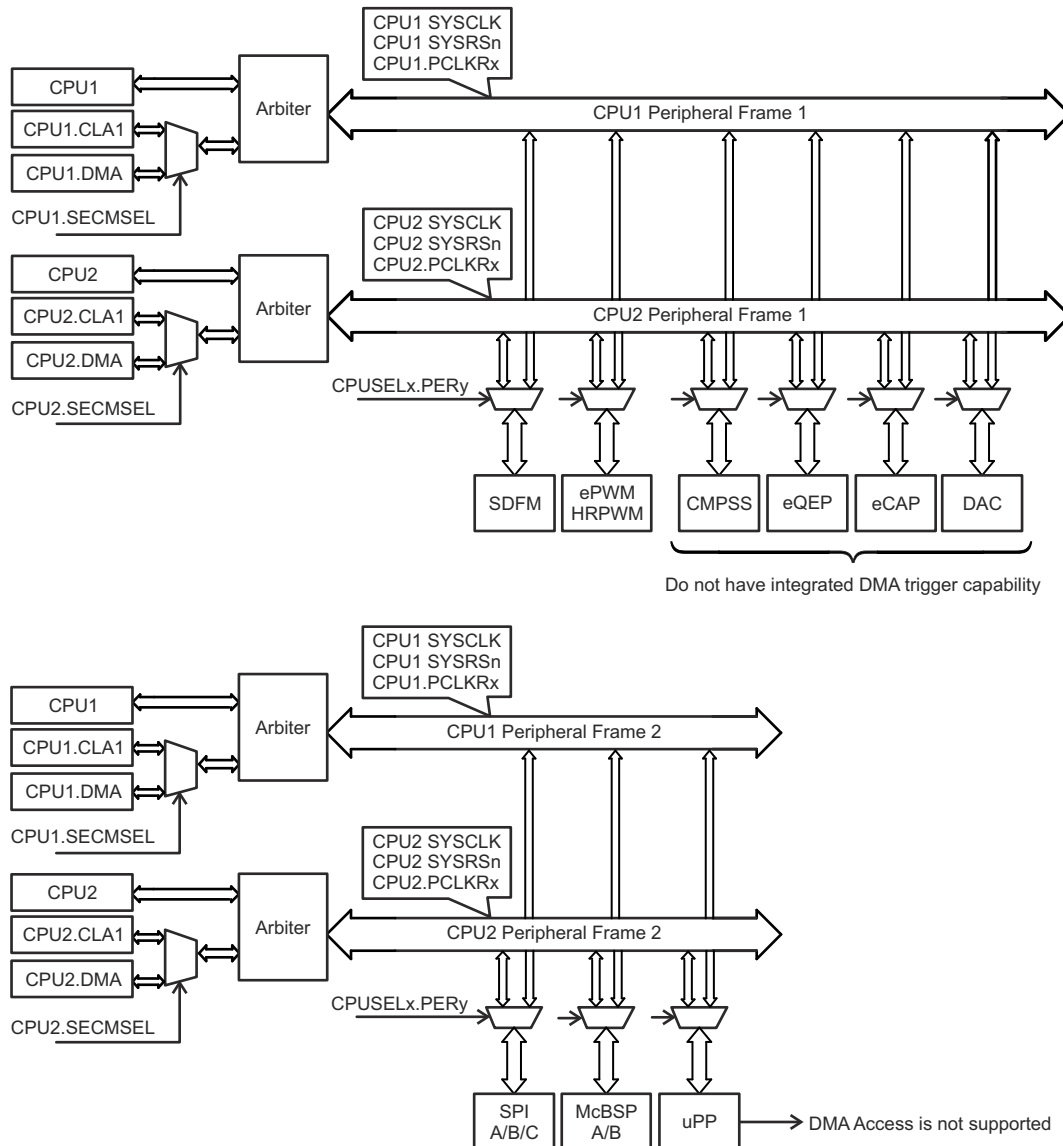 CPU1 SYSCLK
CPU1 SYSRSn
CPU1.PCLKRx
CPU1
Arbiter
CPU1 Peripheral Frame 1
CPU1.CLA1
CPU1.DMA
CPU1.SECMSEL
CPU2 SYSCLK
CPU2 SYSRSn
CPU2.PCLKRx
CPU2
Arbiter
CPU2 Peripheral Frame 1
CPU2.CLA1
CPU2.DMA
CPU2.SECMSEL
CPUSELx.PERy
SDFM
ePWM
HRPWM
CMPSS
eQEP
eCAP
DAC
Do not have integrated DMA trigger capability
CPU1 SYSCLK
CPU1 SYSRSn
CPU1.PCLKRx
CPU1
Arbiter
CPU1 Peripheral Frame 2
CPU1.CLA1
CPU1.DMA
CPU1.SECMSEL
CPU2 SYSCLK
CPU2 SYSRSn
CPU2.PCLKRx
CPU2
Arbiter
CPU2 Peripheral Frame 2
CPU2.CLA1
CPU2.DMA
CPU2.SECMSEL
CPUSELx.PERy
SPI
A/B/C
McBSP
A/B
uPP
DMA Access is not supported